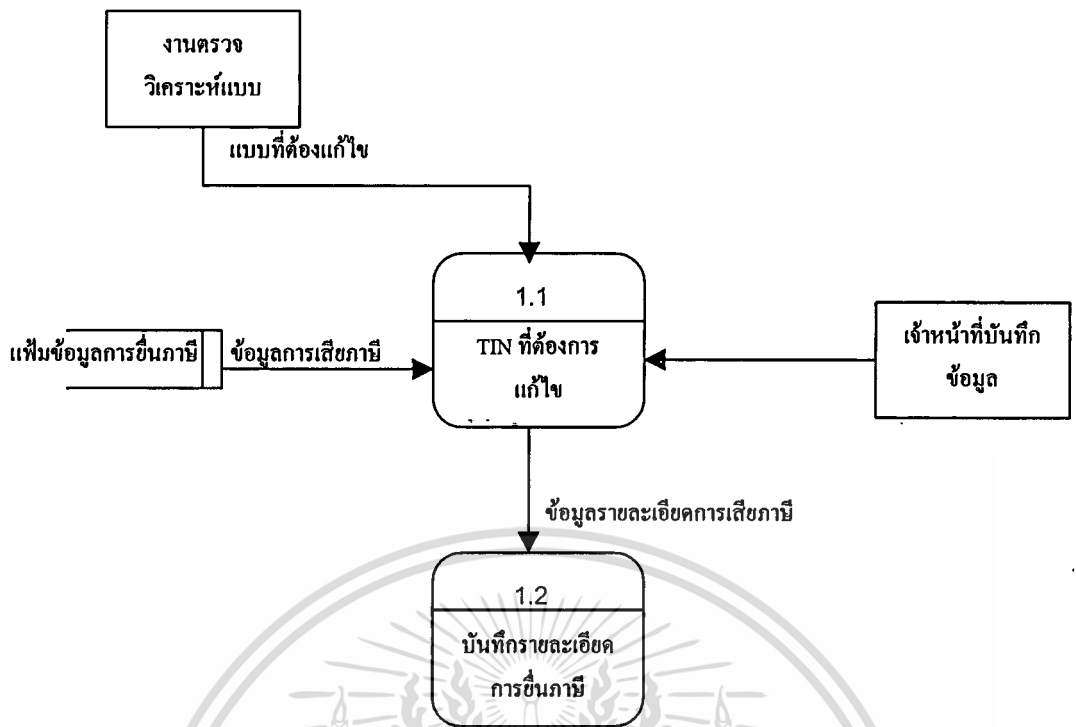 งานตรวจ
วิเคราะห์แบบ
แบบที่ต้องแก้ไข
1.1
TIN ที่ต้องการ
แก้ไข
แฟ้มข้อมูลการยื่นภาษี
ข้อมูลการเสียภาษี
เจ้าหน้าที่บันทึก
ข้อมูล
ข้อมูลรายละเอียดการเสียภาษี
1.2
บันทึกรายละเอียด
การยื่นภาษี